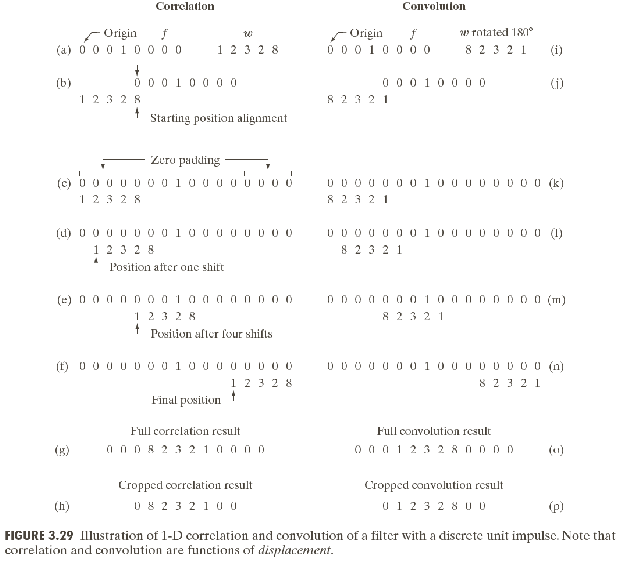 Correlation Convolution
Origin f w Origin f w rotated 180°
(a) 0 0 0 1 0 0 0 0 1 2 3 2 8 0 0 0 1 0 0 0 0 8 2 3 2 1 (i)
(b) 0 0 0 1 0 0 0 0 0 0 0 1 0 0 0 0 (j)
1 2 3 2 8 8 2 3 2 1
Starting position alignment
Zero padding
(c) 0 0 0 0 0 0 0 1 0 0 0 0 0 0 0 0 0 0 0 0 0 0 0 1 0 0 0 0 0 0 0 0 (k)
1 2 3 2 8 8 2 3 2 1
(d) 0 0 0 0 0 0 0 1 0 0 0 0 0 0 0 0 0 0 0 0 0 0 0 1 0 0 0 0 0 0 0 0 (l)
1 2 3 2 8 8 2 3 2 1
Position after one shift
(e) 0 0 0 0 0 0 0 1 0 0 0 0 0 0 0 0 0 0 0 0 0 0 0 1 0 0 0 0 0 0 0 0 (m)
1 2 3 2 8 8 2 3 2 1
Position after four shifts
(f) 0 0 0 0 0 0 0 1 0 0 0 0 0 0 0 0 0 0 0 0 0 0 0 1 0 0 0 0 0 0 0 0 (n)
1 2 3 2 8 8 2 3 2 1
Final position
Full correlation result Full convolution result
(g) 0 0 0 8 2 3 2 1 0 0 0 0 0 0 0 1 2 3 2 8 0 0 0 0 (o)
Cropped correlation result Cropped convolution result
(h) 0 8 2 3 2 1 0 0 0 1 2 3 2 8 0 0 (p)
FIGURE 3.29 Illustration of 1-D correlation and convolution of a filter with a discrete unit impulse. Note that
correlation and convolution are functions of displacement.